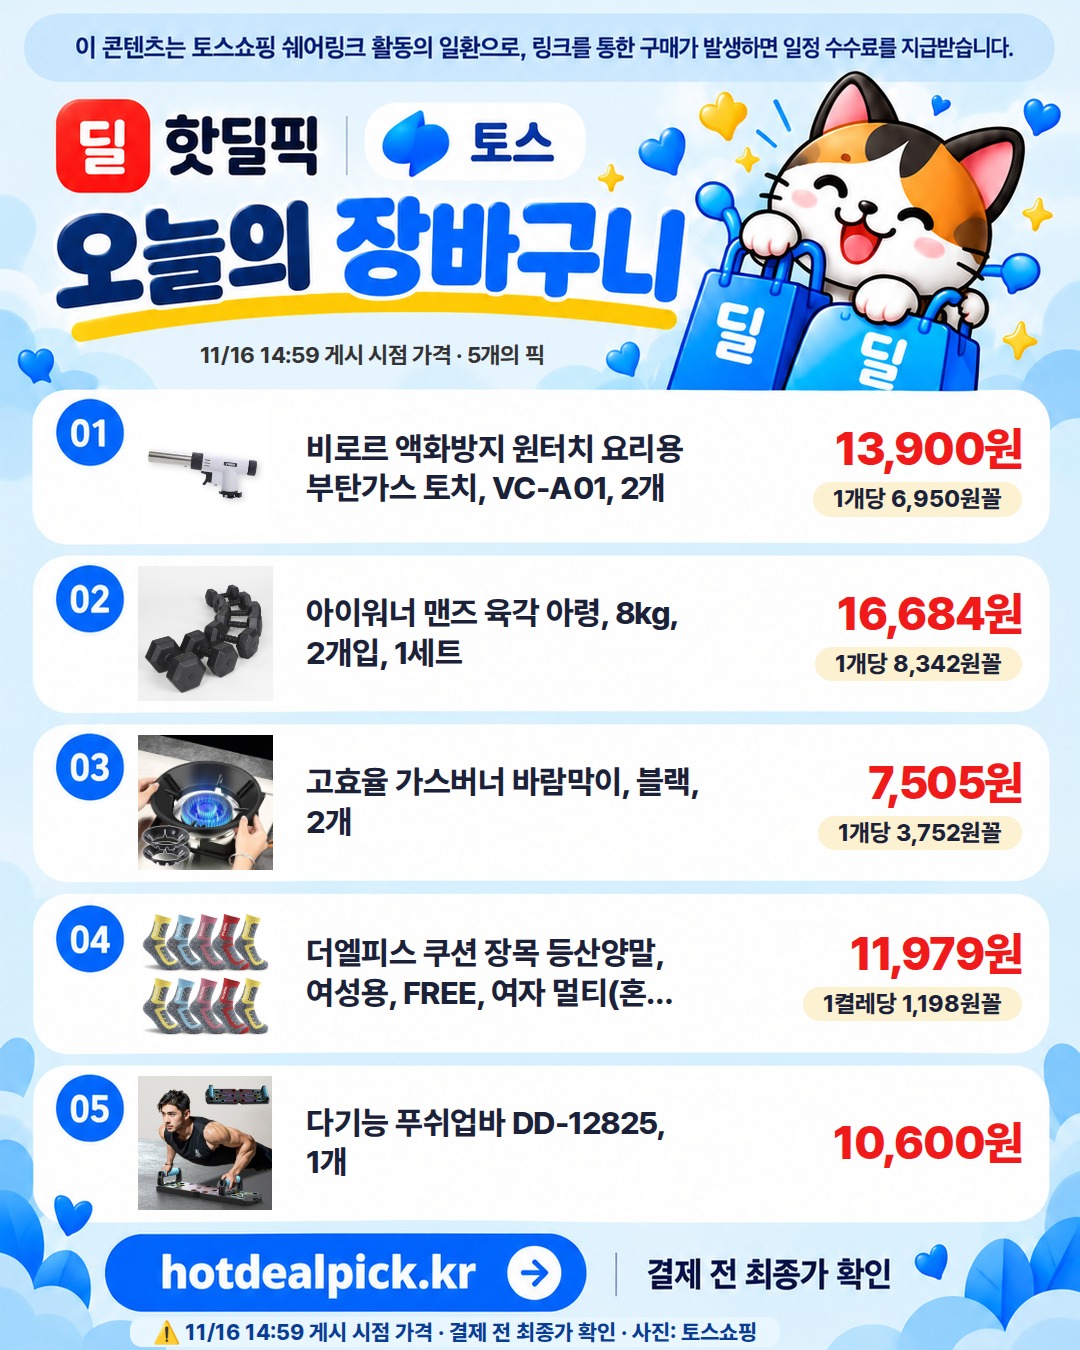 이 콘텐츠는 토스쇼핑 쉐어링크 활동의 일환으로, 링크를 통한 구매가 발생하면 일정 수수료를 지급받습니다.
딜 핫딜픽 토스
오늘의 장바구니
11/16 14:59 게시 시점 가격 · 5개의 픽
딜
딜
01
비로르 액화방지 원터치 요리용
부탄가스 토치, VC-A01, 2개
13,900원
1개당 6,950원꼴
02
아이워너 맨즈 육각 아령, 8kg,
2개입, 1세트
16,684원
1개당 8,342원꼴
03
고효율 가스버너 바람막이, 블랙,
2개
7,505원
1개당 3,752원꼴
04
더엘피스 쿠션 장목 등산양말,
여성용, FREE, 여자 멀티(혼...
11,979원
1켤레당 1,198원꼴
05
다기능 푸쉬업바 DD-12825,
1개
10,600원
hotdealpick.kr
결제 전 최종가 확인
⚠️ 11/16 14:59 게시 시점 가격 · 결제 전 최종가 확인 · 사진: 토스쇼핑